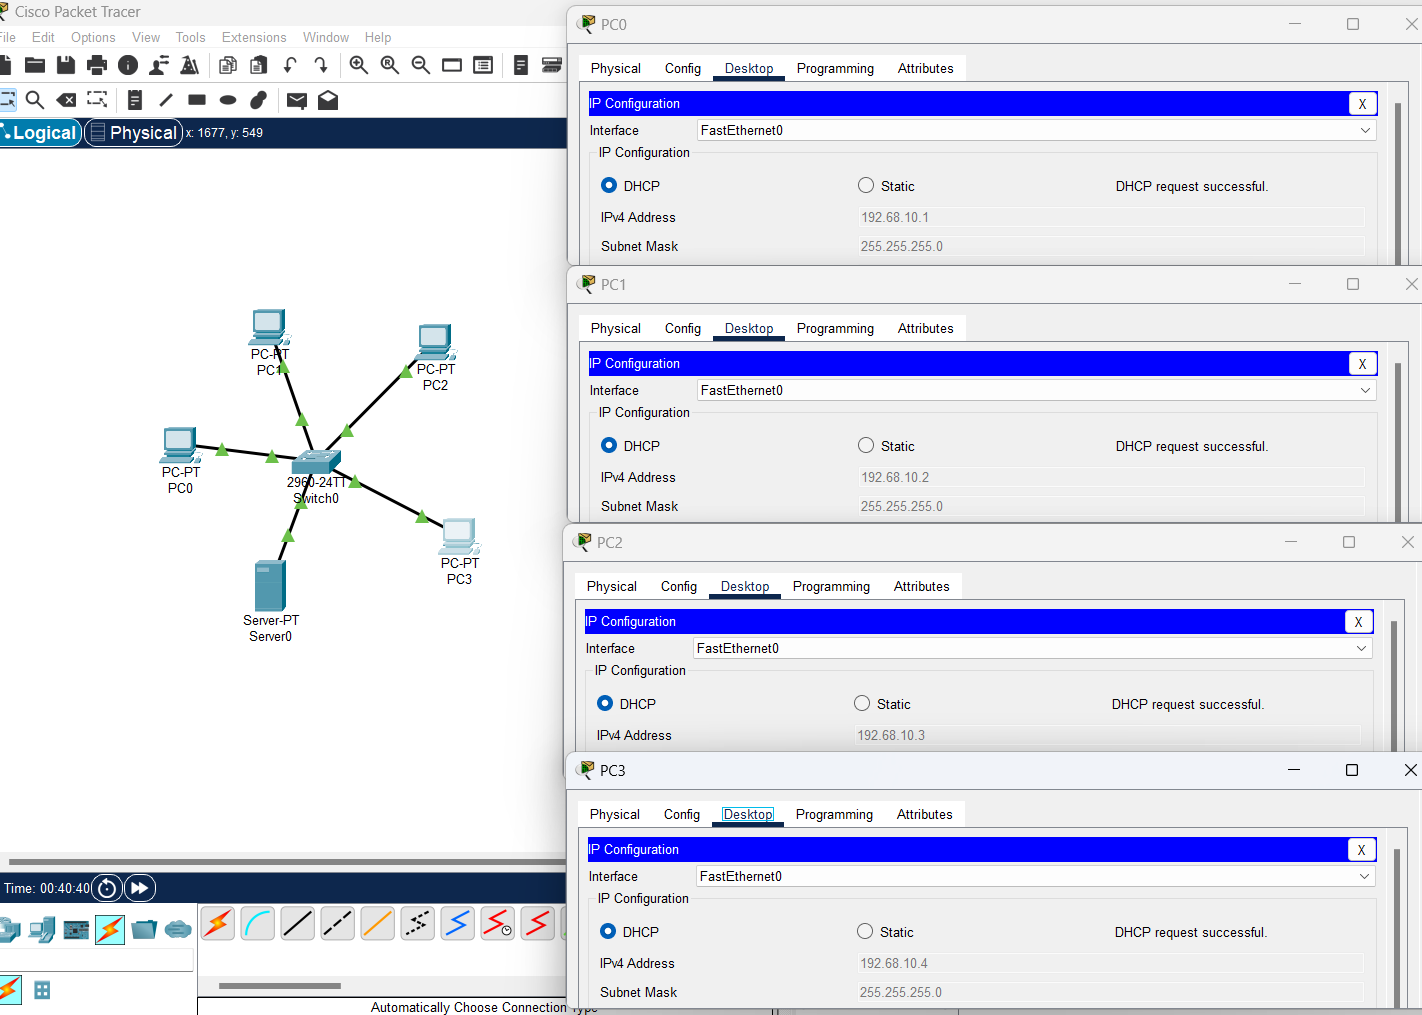 Cisco Packet Tracer
File Edit Options View Tools Extensions Window Help
Logical Physical x: 1677, y: 549
PC-PT
PC1
PC-PT
PC2
PC-PT
PC0
2960-24TT
Switch0
PC-PT
PC3
Server-PT
Server0
Time: 00:40:40
Automatically Choose Connection Type
PC0
Physical Config Desktop Programming Attributes
IP Configuration X
Interface FastEthernet0
IP Configuration
DHCP Static DHCP request successful.
IPv4 Address 192.68.10.1
Subnet Mask 255.255.255.0
PC1
Physical Config Desktop Programming Attributes
IP Configuration X
Interface FastEthernet0
IP Configuration
DHCP Static DHCP request successful.
IPv4 Address 192.68.10.2
Subnet Mask 255.255.255.0
PC2
Physical Config Desktop Programming Attributes
IP Configuration X
Interface FastEthernet0
IP Configuration
DHCP Static DHCP request successful.
IPv4 Address 192.68.10.3
PC3
Physical Config Desktop Programming Attributes
IP Configuration X
Interface FastEthernet0
IP Configuration
DHCP Static DHCP request successful.
IPv4 Address 192.68.10.4
Subnet Mask 255.255.255.0